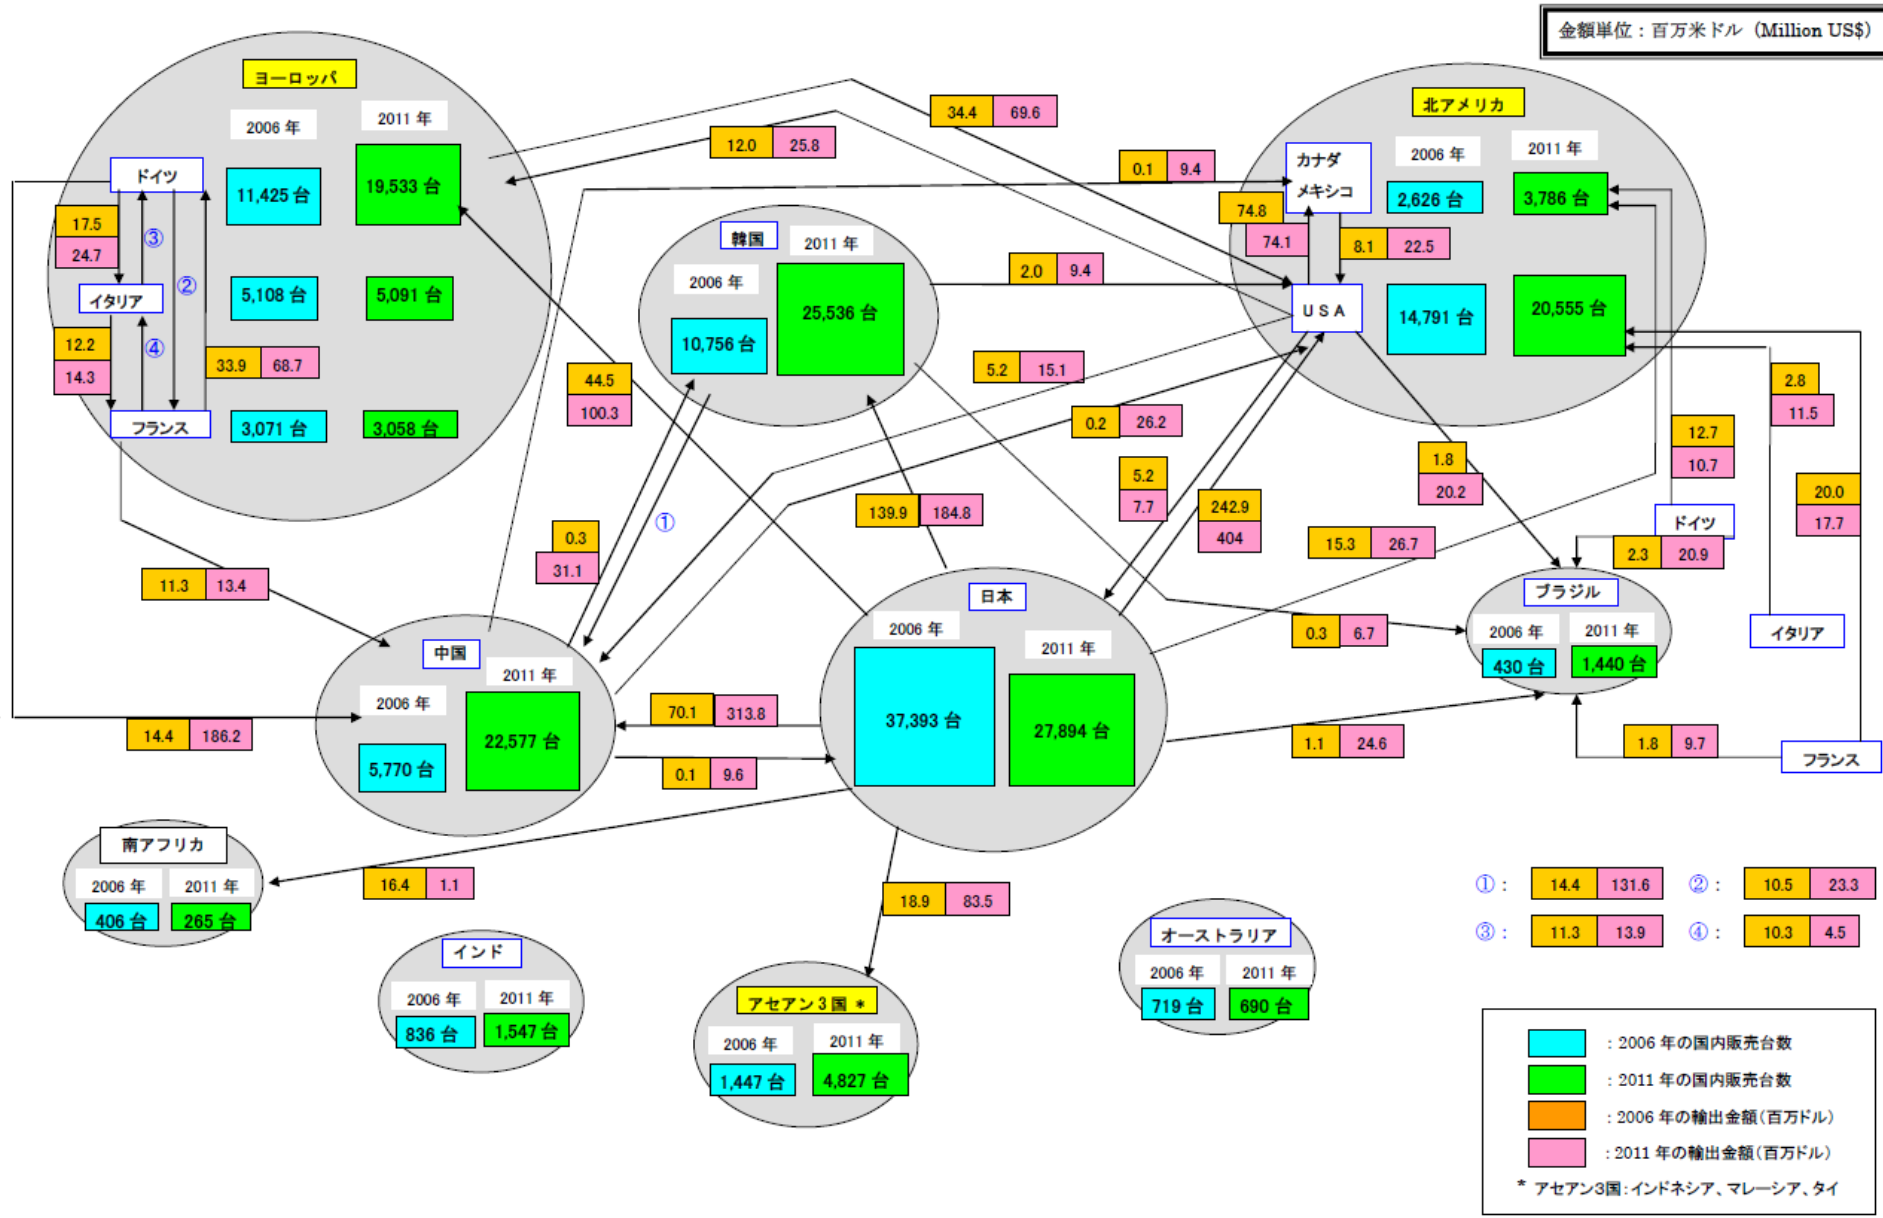 金額単位：百万米ドル（Million US$）
ヨーロッパ
2006 年
2011 年
ドイツ
11,425 台
19,533 台
17.5
24.7
③
②
イタリア
5,108 台
5,091 台
12.2
14.3
④
33.9 68.7
フランス
3,071 台
3,058 台
34.4 69.6
12.0 25.8
北アメリカ
2006 年
2011 年
カナダ
メキシコ
2,626 台
3,786 台
0.1 9.4
74.8
74.1
8.1 22.5
USA
14,791 台
20,555 台
韓国
2006 年
2011 年
10,756 台
25,536 台
2.0 9.4
5.2 15.1
0.2 26.2
44.5
100.3
0.3
31.1
①
139.9 184.8
5.2
7.7
242.9
404
1.8
20.2
2.8
11.5
12.7
10.7
20.0
17.7
15.3 26.7
ドイツ
2.3 20.9
11.3 13.4
中国
2006 年
2011 年
5,770 台
22,577 台
14.4 186.2
70.1 313.8
0.1 9.6
日本
2006 年
2011 年
37,393 台
27,894 台
0.3 6.7
1.1 24.6
ブラジル
2006 年
2011 年
430 台
1,440 台
イタリア
1.8 9.7
フランス
南アフリカ
2006 年
2011 年
406 台
265 台
16.4 1.1
18.9 83.5
インド
2006 年
2011 年
836 台
1,547 台
アセアン３国 *
2006 年
2011 年
1,447 台
4,827 台
オーストラリア
2006 年
2011 年
719 台
690 台
①： 14.4 131.6 ②： 10.5 23.3
③： 11.3 13.9 ④： 10.3 4.5
：2006 年の国内販売台数
：2011 年の国内販売台数
：2006 年の輸出金額（百万ドル）
：2011 年の輸出金額（百万ドル）
* アセアン3国：インドネシア、マレーシア、タイ